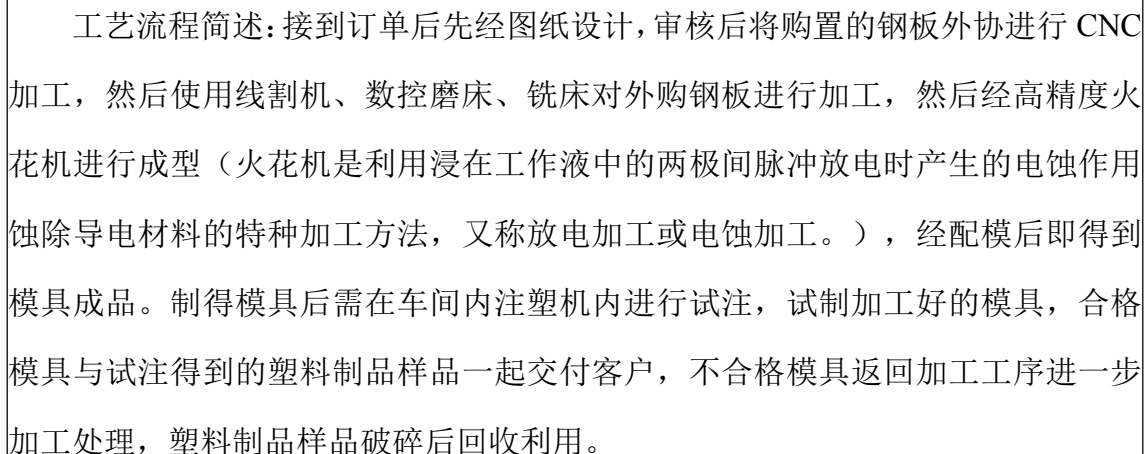 工艺流程简述：接到订单后先经图纸设计，审核后将购置的钢板外协进行 CNC
加工，然后使用线割机、数控磨床、铣床对外购钢板进行加工，然后经高精度火
花机进行成型（火花机是利用浸在工作液中的两极间脉冲放电时产生的电蚀作用
蚀除导电材料的特种加工方法，又称放电加工或电蚀加工。），经配模后即得到
模具成品。制得模具后需在车间内注塑机内进行试注，试制加工好的模具，合格
模具与试注得到的塑料制品样品一起交付客户，不合格模具返回加工工序进一步
加工处理，塑料制品样品破碎后回收利用。